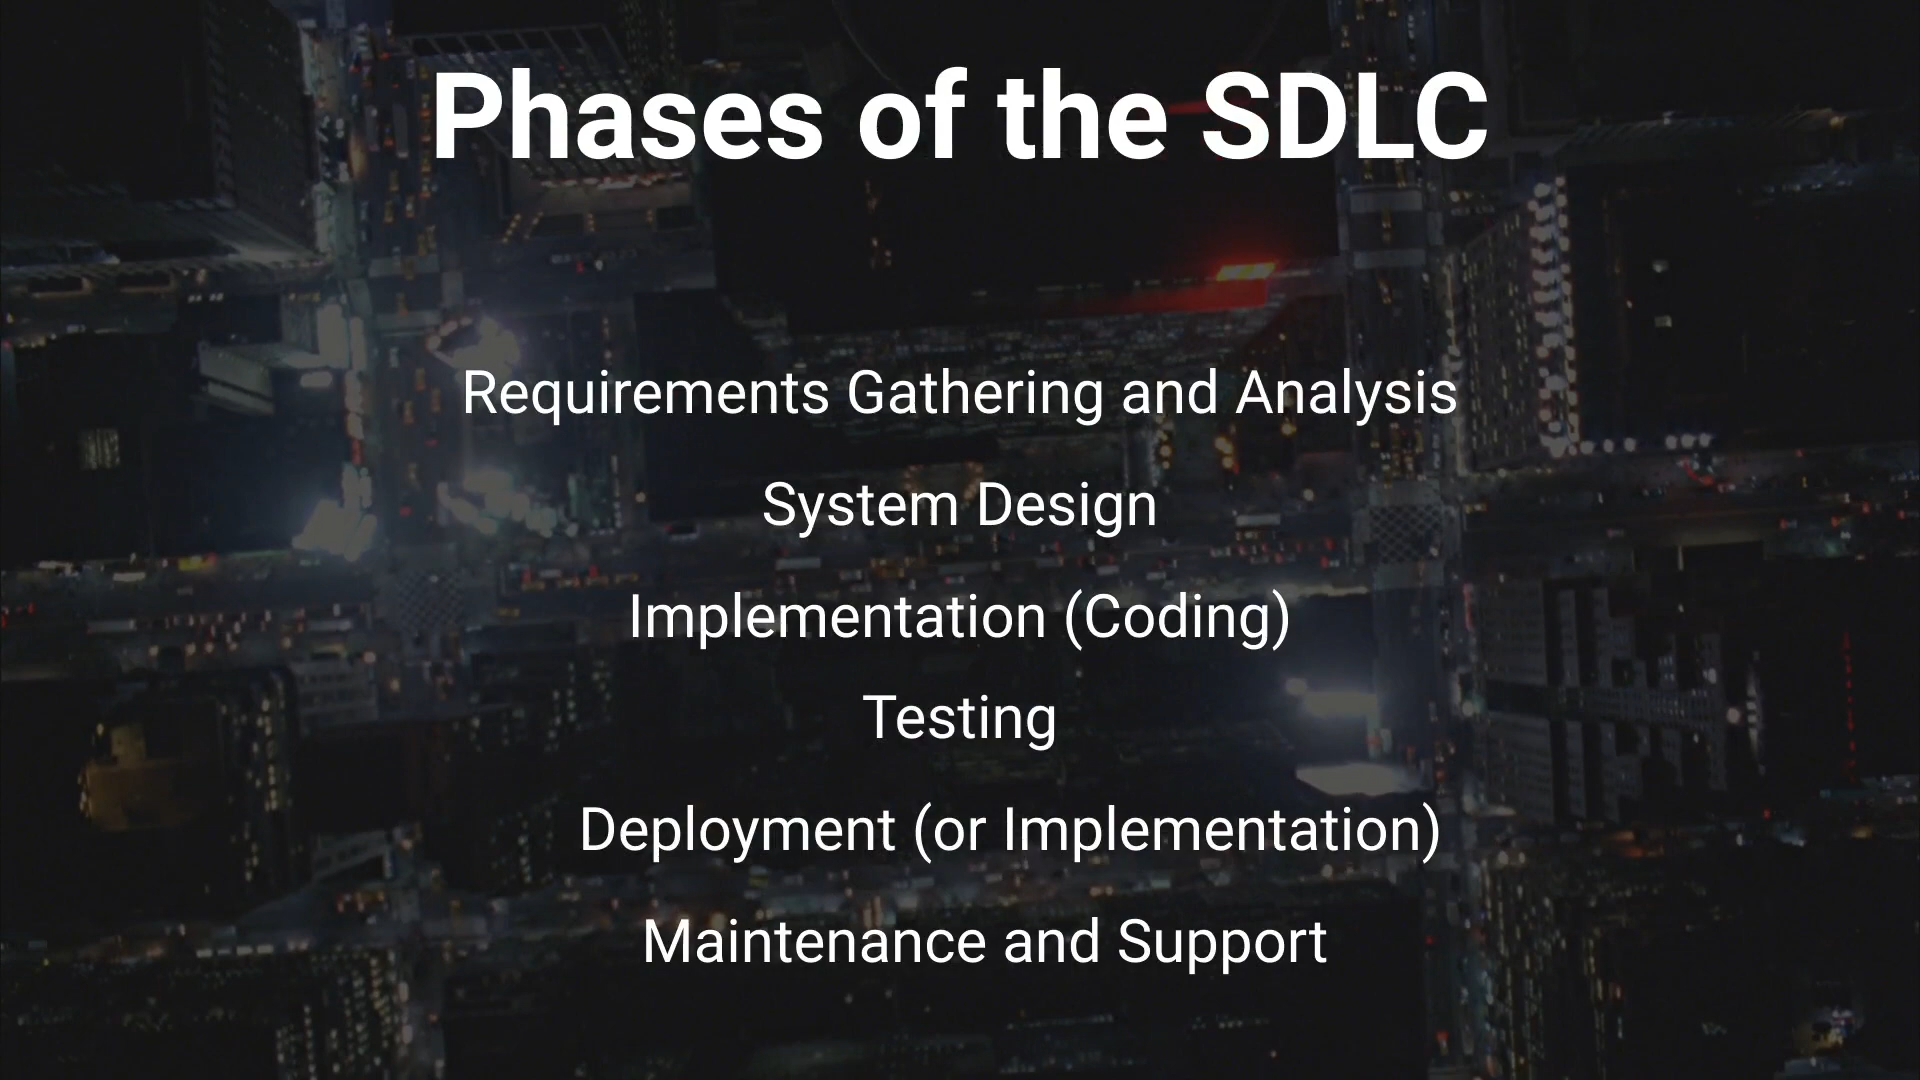 Phases of the SDLC
Requirements Gathering and Analysis
System Design
Implementation (Coding)
Testing
Deployment (or Implementation)
Maintenance and Support